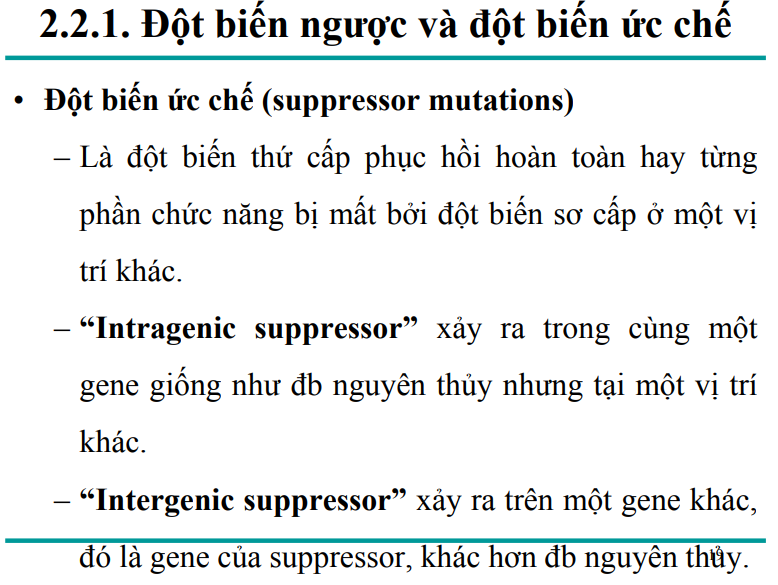 2.2.1. Đột biến ngược và đột biến ức chế
• Đột biến ức chế (suppressor mutations)
– Là đột biến thứ cấp phục hồi hoàn toàn hay từng
phần chức năng bị mất bởi đột biến sơ cấp ở một vị
trí khác.
– “Intragenic suppressor” xảy ra trong cùng một
gene giống như đb nguyên thủy nhưng tại một vị trí
khác.
– “Intergenic suppressor” xảy ra trên một gene khác,
đó là gene của suppressor, khác hơn đb nguyên thủy.